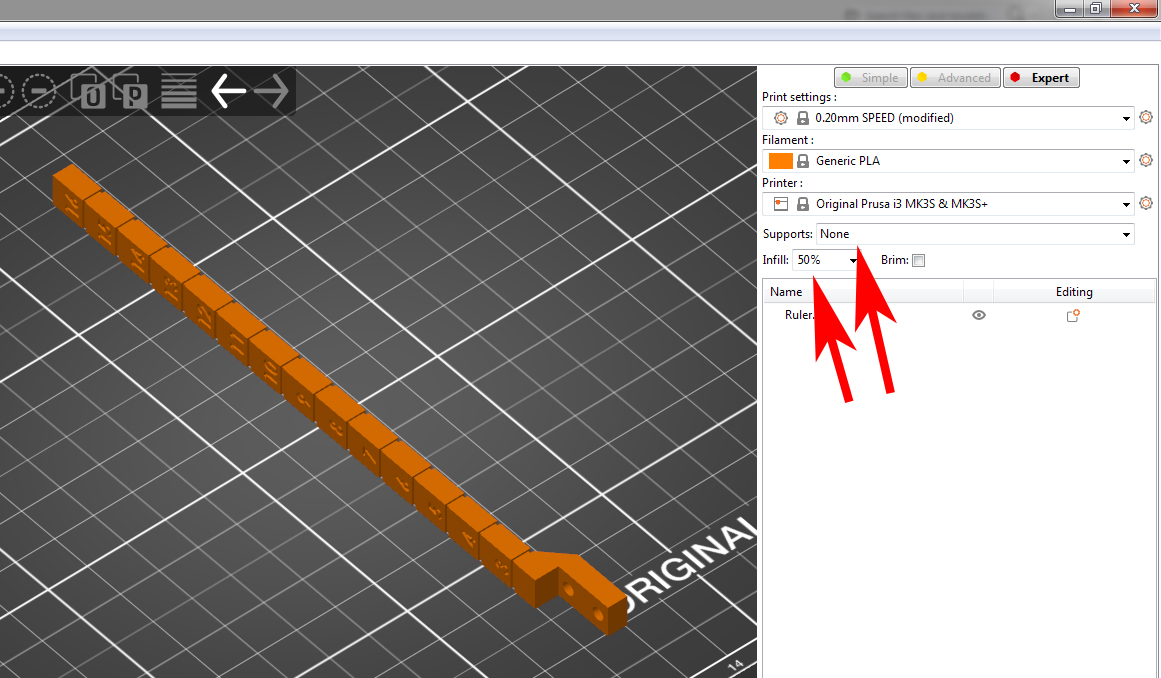 Simple Advanced Expert
Print settings :
0.20mm SPEED (modified)
Filament :
Generic PLA
Printer :
Original Prusa i3 MK3S & MK3S+
Supports: None
Infill: 50% Brim:
Name Editing
Ruler.
0 P
ORIGINAL
14